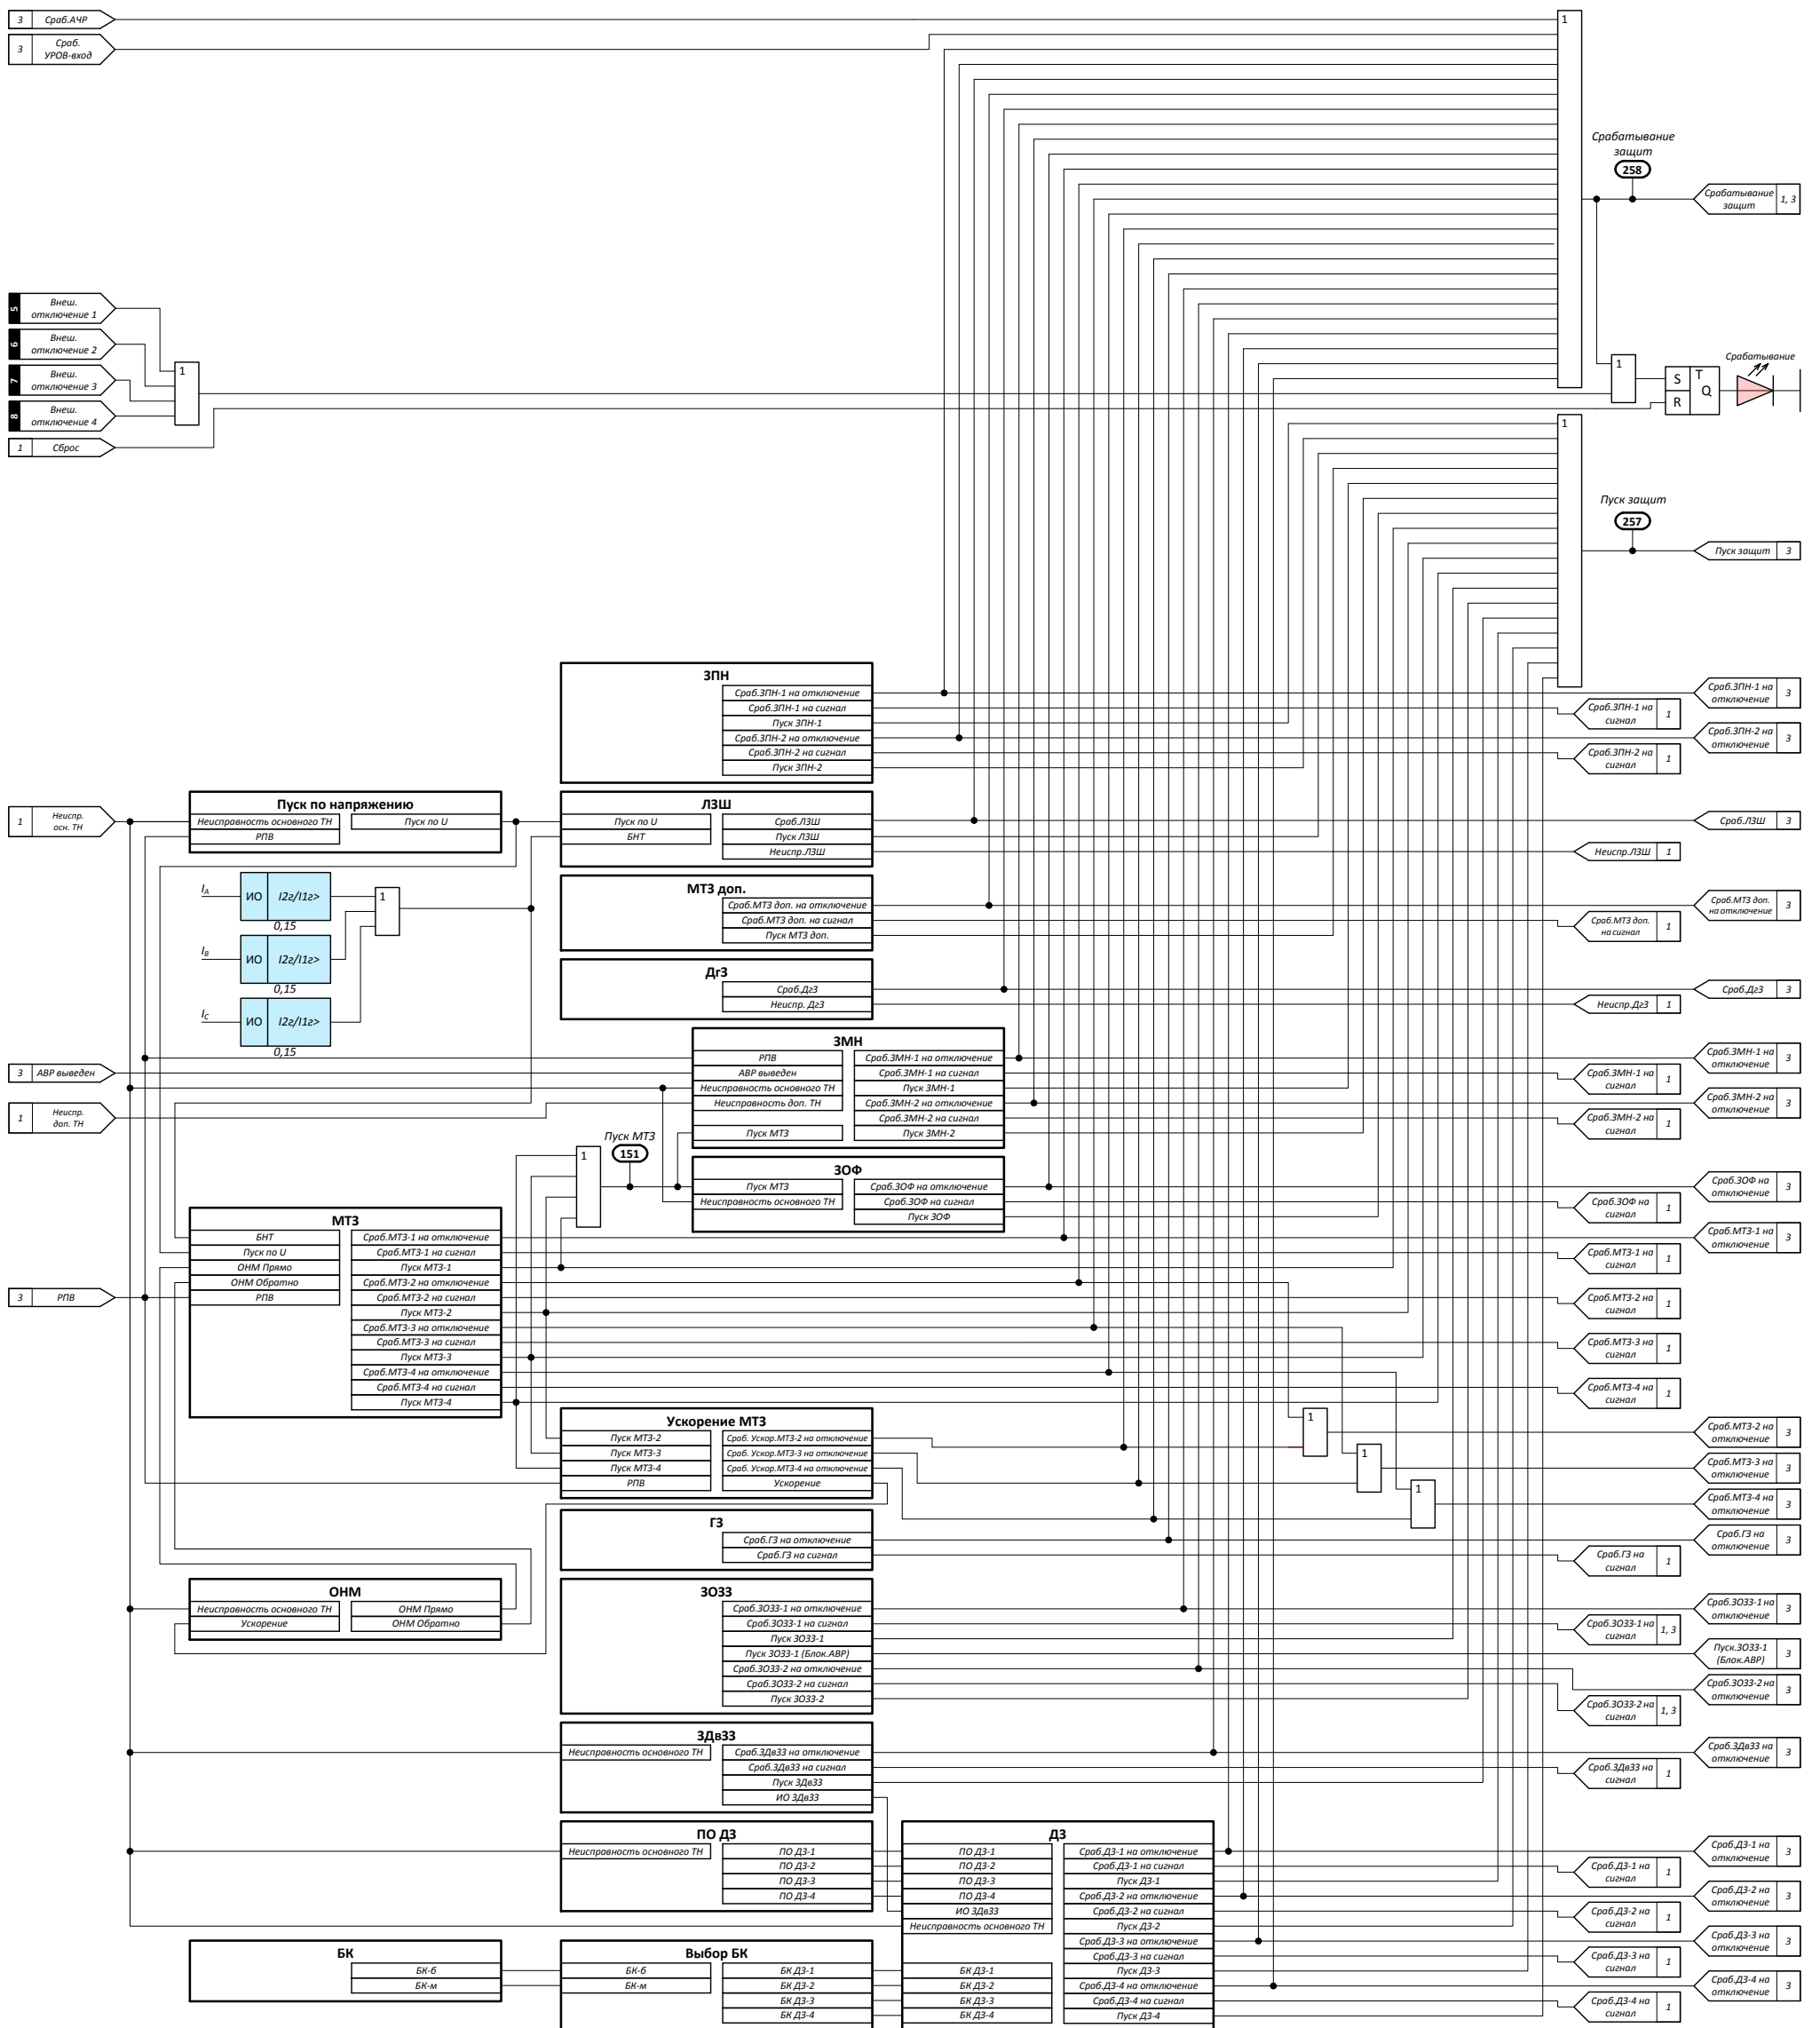 3 Сраб.АЧР
3 Сраб.
УРОВ-вход
1
Срабатывание
защит
258
Срабатывание
защит 1, 3
5 Внеш.
отключение 1
6 Внеш.
отключение 2
7 Внеш.
отключение 3
8 Внеш.
отключение 4
1 Сброс
1
1
S T
R Q
Срабатывание
1
Пуск защит
257
Пуск защит 3
ЗПН
Сраб.ЗПН-1 на отключение
Сраб.ЗПН-1 на сигнал
Пуск ЗПН-1
Сраб.ЗПН-2 на отключение
Сраб.ЗПН-2 на сигнал
Пуск ЗПН-2
Сраб.ЗПН-1 на
отключение 3
Сраб.ЗПН-1 на
сигнал 1
Сраб.ЗПН-2 на
отключение 3
Сраб.ЗПН-2 на
сигнал 1
1 Неиспр.
осн. ТН
Пуск по напряжению
Неисправность основного ТН Пуск по U
РПВ
ЛЗШ
Пуск по U Сраб.ЛЗШ
БНТ Пуск ЛЗШ
Неиспр.ЛЗШ
Сраб.ЛЗШ 3
Неиспр.ЛЗШ 1
IA ИО I2г/I1г>
0,15
IB ИО I2г/I1г>
0,15
IC ИО I2г/I1г>
0,15
1
МТЗ доп.
Сраб.МТЗ доп. на отключение
Сраб.МТЗ доп. на сигнал
Пуск МТЗ доп.
Сраб.МТЗ доп.
на отключение 3
Сраб.МТЗ доп.
на сигнал 1
ДгЗ
Сраб.ДгЗ
Неиспр. ДгЗ
Сраб.ДгЗ 3
Неиспр.ДгЗ 1
3 АВР выведен
1 Неиспр.
доп. ТН
ЗМН
РПВ Сраб.ЗМН-1 на отключение
АВР выведен Сраб.ЗМН-1 на сигнал
Неисправность основного ТН Пуск ЗМН-1
Неисправность доп. ТН Сраб.ЗМН-2 на отключение
Сраб.ЗМН-2 на сигнал
Пуск МТЗ Пуск ЗМН-2
Сраб.ЗМН-1 на
отключение 3
Сраб.ЗМН-1 на
сигнал 1
Сраб.ЗМН-2 на
отключение 3
Сраб.ЗМН-2 на
сигнал 1
1
Пуск МТЗ
151
ЗОФ
Пуск МТЗ Сраб.ЗОФ на отключение
Неисправность основного ТН Сраб.ЗОФ на сигнал
Пуск ЗОФ
Сраб.ЗОФ на
отключение 3
Сраб.ЗОФ на
сигнал 1
3 РПВ
МТЗ
БНТ Сраб.МТЗ-1 на отключение
Пуск по U Сраб.МТЗ-1 на сигнал
ОНМ Прямо Пуск МТЗ-1
ОНМ Обратно Сраб.МТЗ-2 на отключение
РПВ Сраб.МТЗ-2 на сигнал
Пуск МТЗ-2
Сраб.МТЗ-3 на отключение
Сраб.МТЗ-3 на сигнал
Пуск МТЗ-3
Сраб.МТЗ-4 на отключение
Сраб.МТЗ-4 на сигнал
Пуск МТЗ-4
Сраб.МТЗ-1 на
отключение 3
Сраб.МТЗ-1 на
сигнал 1
Сраб.МТЗ-2 на
сигнал 1
Сраб.МТЗ-3 на
сигнал 1
Сраб.МТЗ-4 на
сигнал 1
Ускорение МТЗ
Пуск МТЗ-2 Сраб. Ускор.МТЗ-2 на отключение
Пуск МТЗ-3 Сраб. Ускор.МТЗ-3 на отключение
Пуск МТЗ-4 Сраб. Ускор.МТЗ-4 на отключение
РПВ Ускорение
1
1
1
Сраб.МТЗ-2 на
отключение 3
Сраб.МТЗ-3 на
отключение 3
Сраб.МТЗ-4 на
отключение 3
ГЗ
Сраб.ГЗ на отключение
Сраб.ГЗ на сигнал
Сраб.ГЗ на
отключение 3
Сраб.ГЗ на
сигнал 1
ОНМ
Неисправность основного ТН ОНМ Прямо
Ускорение ОНМ Обратно
ЗОЗЗ
Сраб.ЗОЗЗ-1 на отключение
Сраб.ЗОЗЗ-1 на сигнал
Пуск ЗОЗЗ-1
Пуск ЗОЗЗ-1 (Блок.АВР)
Сраб.ЗОЗЗ-2 на отключение
Сраб.ЗОЗЗ-2 на сигнал
Пуск ЗОЗЗ-2
Сраб.ЗОЗЗ-1 на
отключение 3
Сраб.ЗОЗЗ-1 на
сигнал 1, 3
Пуск.ЗОЗЗ-1
(Блок.АВР) 3
Сраб.ЗОЗЗ-2 на
отключение 3
Сраб.ЗОЗЗ-2 на
сигнал 1, 3
ЗДвЗЗ
Неисправность основного ТН Сраб.ЗДвЗЗ на отключение
Сраб.ЗДвЗЗ на сигнал
Пуск ЗДвЗЗ
ИО ЗДвЗЗ
Сраб.ЗДвЗЗ на
отключение 3
Сраб.ЗДвЗЗ на
сигнал 1
ПО ДЗ
Неисправность основного ТН ПО ДЗ-1
ПО ДЗ-2
ПО ДЗ-3
ПО ДЗ-4
ДЗ
ПО ДЗ-1 Сраб.ДЗ-1 на отключение
ПО ДЗ-2 Сраб.ДЗ-1 на сигнал
ПО ДЗ-3 Пуск ДЗ-1
ПО ДЗ-4 Сраб.ДЗ-2 на отключение
ИО ЗДвЗЗ Сраб.ДЗ-2 на сигнал
Неисправность основного ТН Пуск ДЗ-2
Сраб.ДЗ-3 на отключение
Сраб.ДЗ-3 на сигнал
БК ДЗ-1 Пуск ДЗ-3
БК ДЗ-2 Сраб.ДЗ-4 на отключение
БК ДЗ-3 Сраб.ДЗ-4 на сигнал
БК ДЗ-4 Пуск ДЗ-4
Сраб.ДЗ-1 на
отключение 3
Сраб.ДЗ-1 на
сигнал 1
Сраб.ДЗ-2 на
отключение 3
Сраб.ДЗ-2 на
сигнал 1
Сраб.ДЗ-3 на
отключение 3
Сраб.ДЗ-3 на
сигнал 1
Сраб.ДЗ-4 на
отключение 3
Сраб.ДЗ-4 на
сигнал 1
БК
БК-б
БК-м
Выбор БК
БК-б БК ДЗ-1
БК-м БК ДЗ-2
БК ДЗ-3
БК ДЗ-4